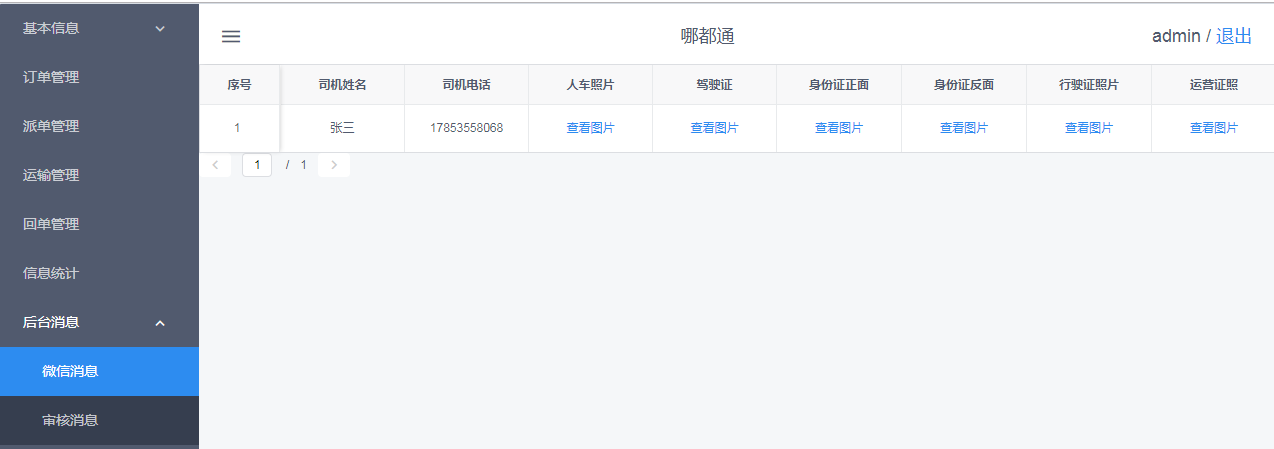 基本信息
订单管理
派单管理
运输管理
回单管理
信息统计
后台消息
微信消息
审核消息
哪都通
admin / 退出
序号 司机姓名 司机电话 人车照片 驾驶证 身份证正面 身份证反面 行驶证照片 运营证照
1 张三 17853558068 查看图片 查看图片 查看图片 查看图片 查看图片 查看图片
1 / 1